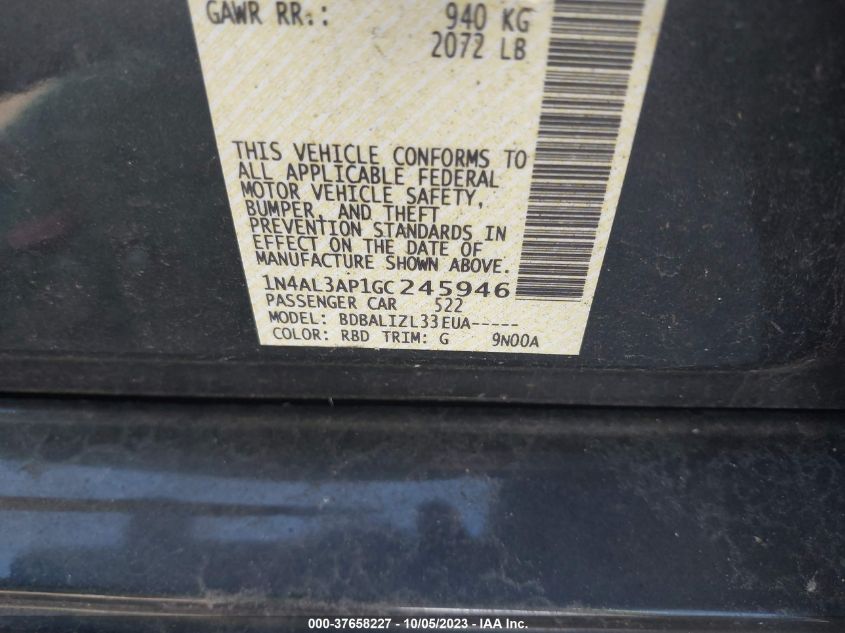 GAWR RR.: 940 KG
2072 LB
THIS VEHICLE CONFORMS TO
ALL APPLICABLE FEDERAL
MOTOR VEHICLE SAFETY,
BUMPER, AND THEFT
PREVENTION STANDARDS IN
EFFECT ON THE DATE OF
MANUFACTURE SHOWN ABOVE.
1N4AL3AP1GC245946
PASSENGER CAR 522
MODEL: BDBALIZL33EUA-----
COLOR: RBD TRIM: G 9N00A
000-37658227 - 10/05/2023 - IAA Inc.